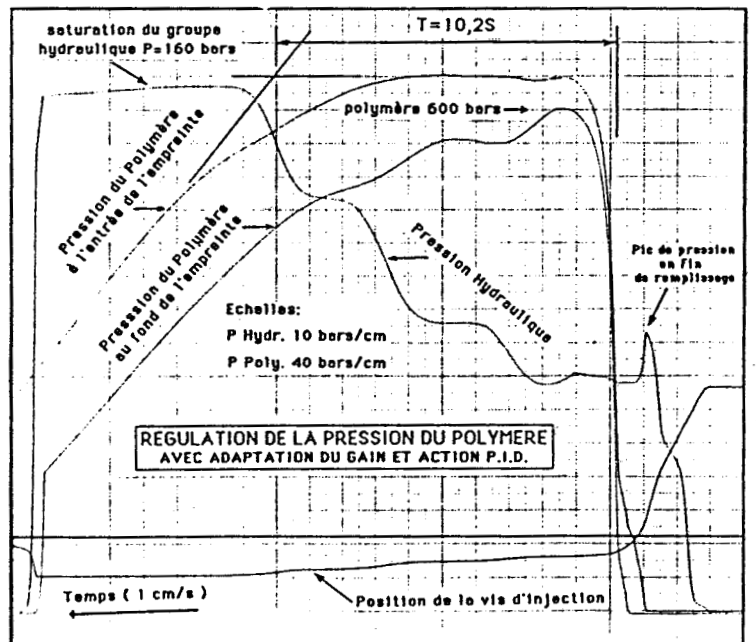 saturation du groupe
hydraulique P=160 bars
T=10,2S
polymère 600 bars
Pression du Polymère
à l'entrée de l'empreinte
Presssion du Polymère
au fond de l'empreinte
Pression Hydraulique
Pic de pression
en Fin
de remplissage
Echelles:
P Hydr. 10 bars/cm
P Poly. 40 bars/cm
REGULATION DE LA PRESSION DU POLYMERE
AVEC ADAPTATION DU GAIN ET ACTION P.I.D.
Temps ( 1 cm/s )
Position de la vis d'injection